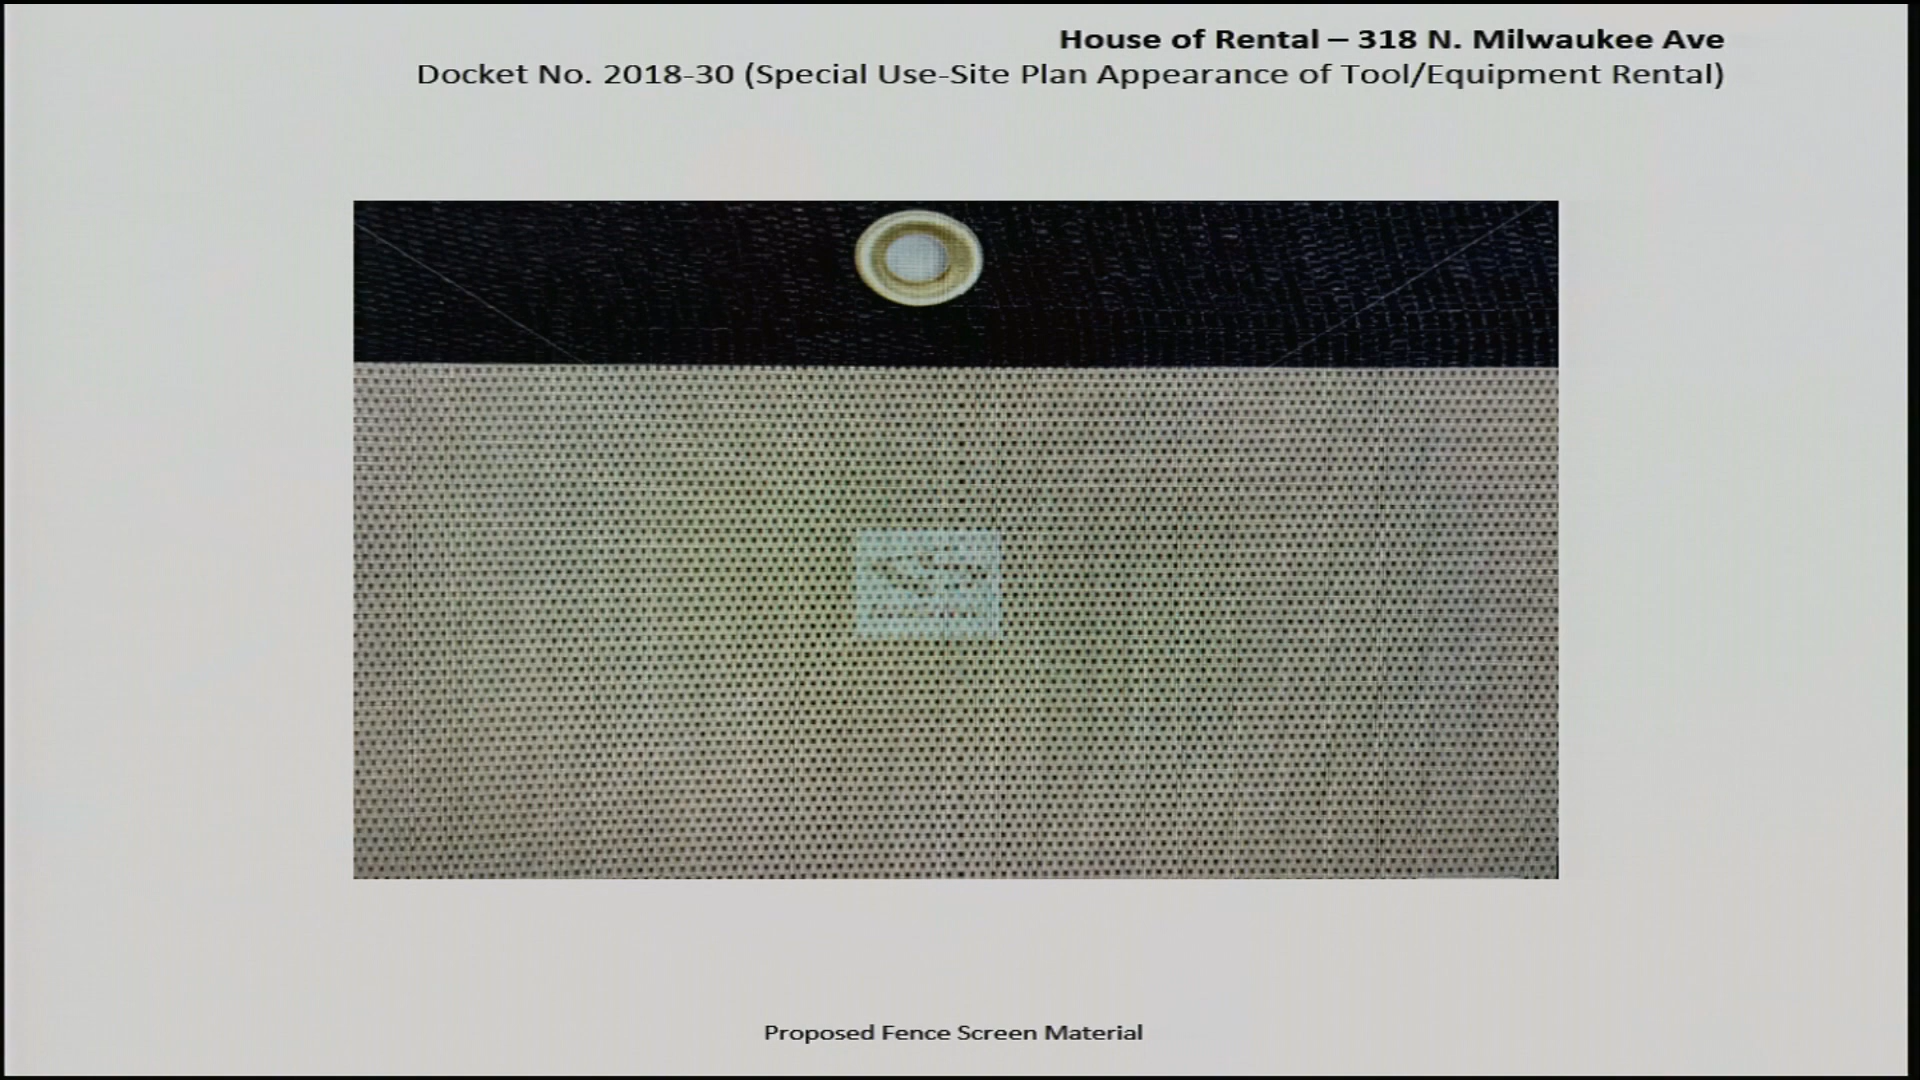 House of Rental – 318 N. Milwaukee Ave
Docket No. 2018-30 (Special Use-Site Plan Appearance of Tool/Equipment Rental)
Proposed Fence Screen Material